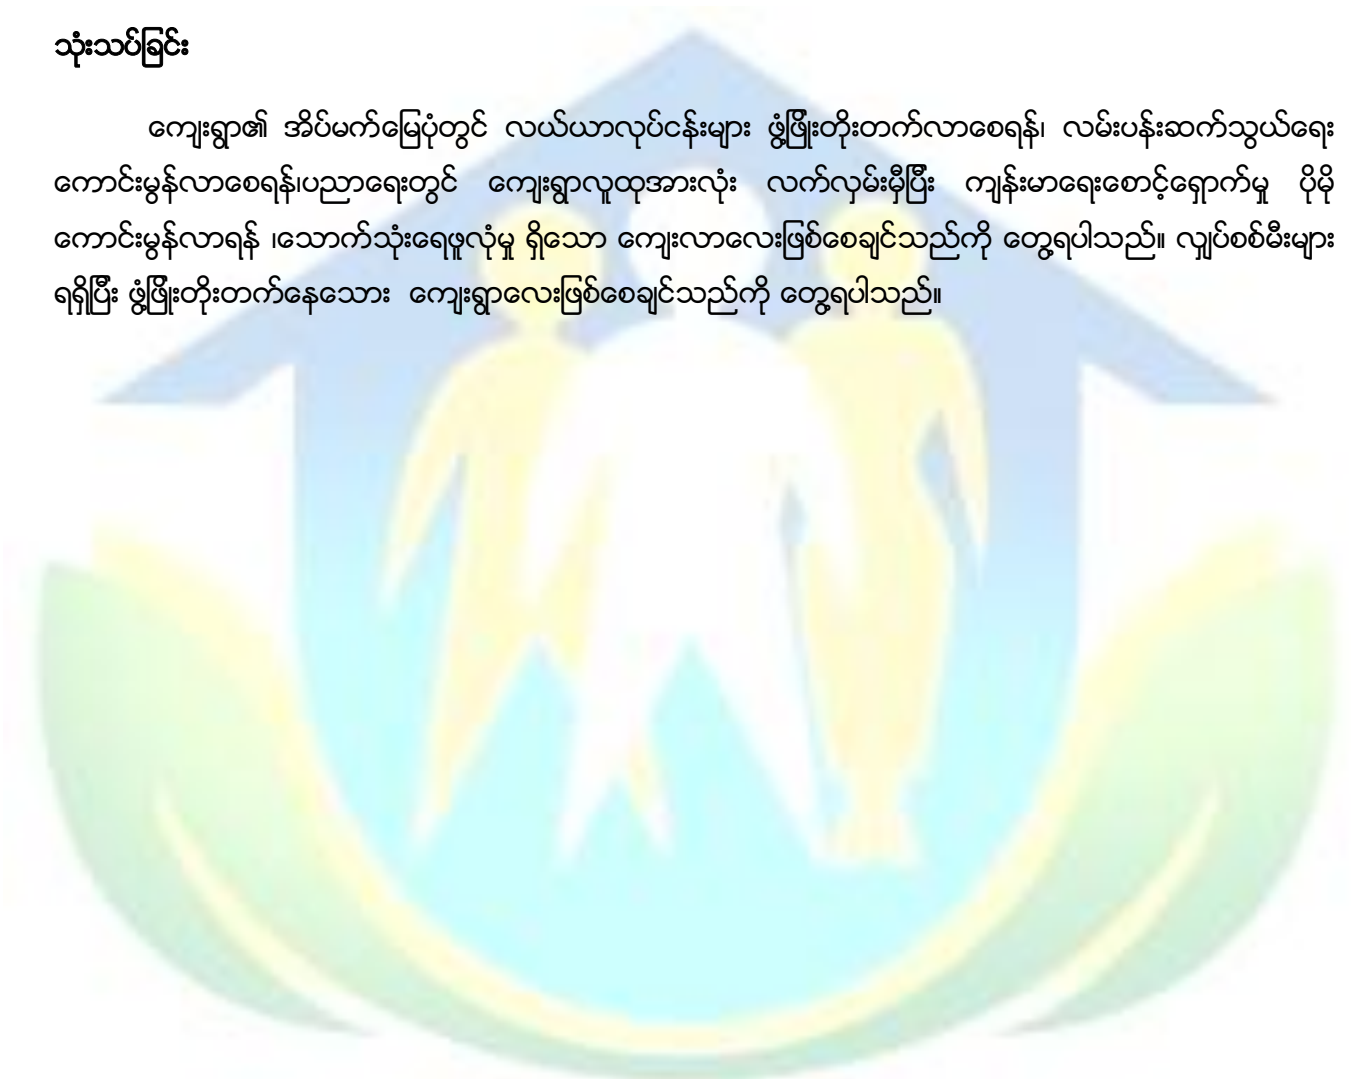 သုံးသပ်ခြင်း
ကျေးရွာ၏ အိပ်မက်မြေပုံတွင် လယ်ယာလုပ်ငန်းများ ဖွံ့ဖြိုးတိုးတက်လာစေရန်၊ လမ်းပန်းဆက်သွယ်ရေး
ကောင်းမွန်လာစေရန်၊ပညာရေးတွင် ကျေးရွာလူထုအားလုံး လက်လှမ်းမှီပြီး ကျန်းမာရေးစောင့်ရှောက်မှု ပိုမို
ကောင်းမွန်လာရန် ၊သောက်သုံးရေဖူလုံမှု ရှိသော ကျေးလာလေးဖြစ်စေချင်သည်ကို တွေ့ရပါသည်။ လျှပ်စစ်မီးများ
ရရှိပြီး ဖွံ့ဖြိုးတိုးတက်နေသေား ကျေးရွာလေးဖြစ်စေချင်သည်ကို တွေ့ရပါသည်။